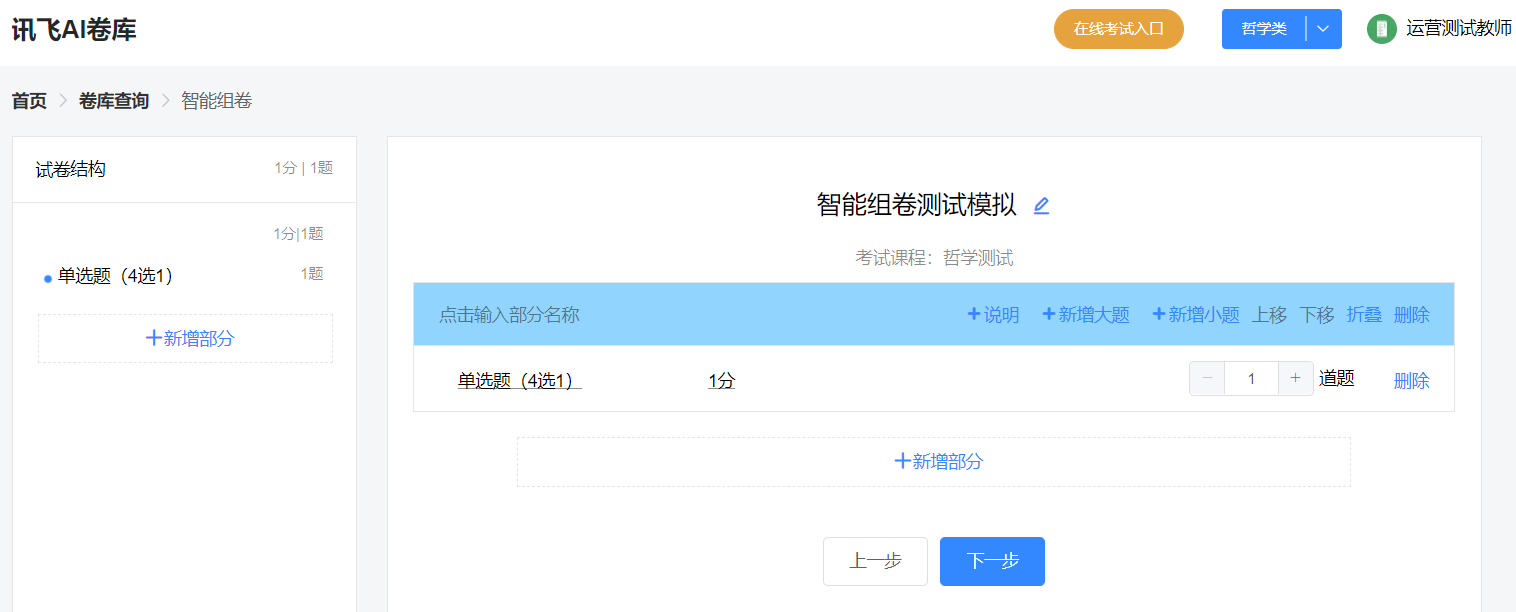 讯飞AI卷库
在线考试入口
哲学类
运营测试教师
首页 > 卷库查询 > 智能组卷
试卷结构
1分 | 1题
1分|1题
单选题（4选1）
1题
+新增部分
智能组卷测试模拟
考试课程：哲学测试
点击输入部分名称
+说明 +新增大题 +新增小题 上移 下移 折叠 删除
单选题（4选1） 1分 − 1 + 道题 删除
+新增部分
上一步 下一步